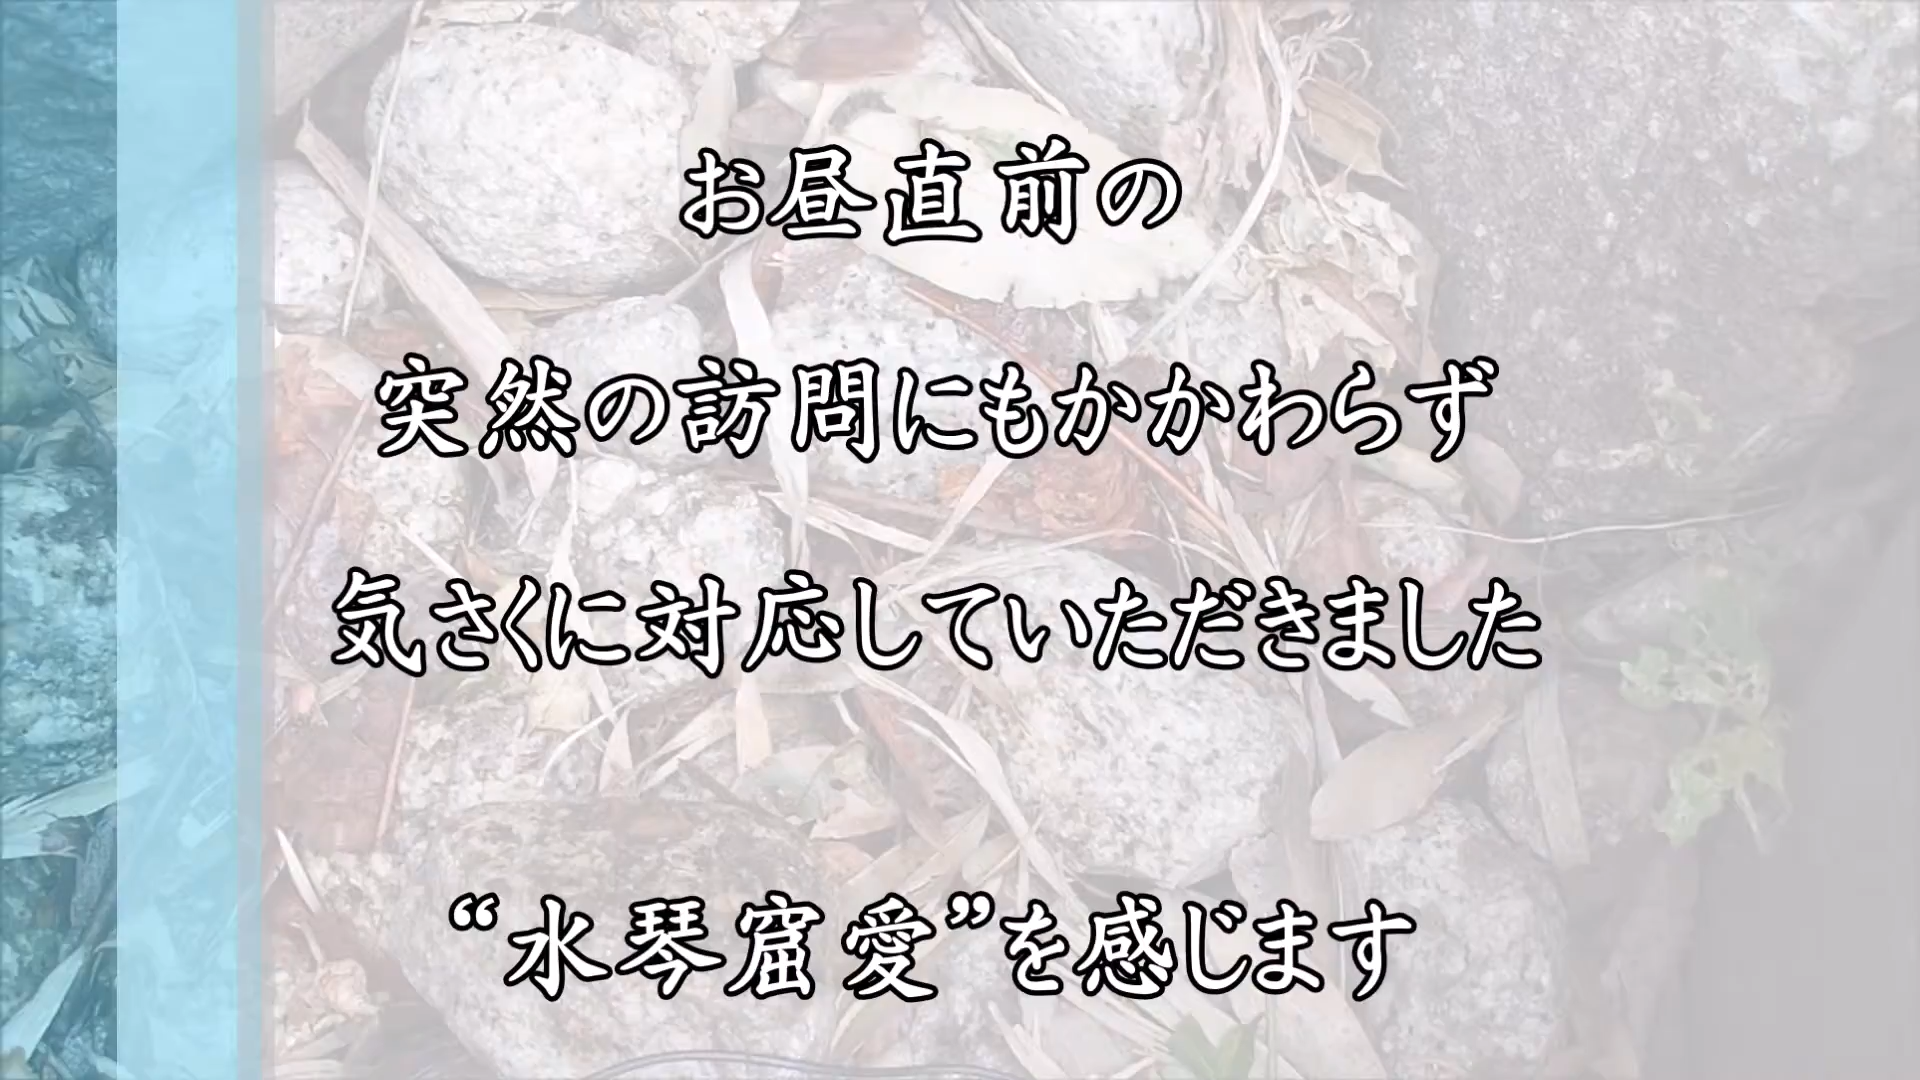 お昼直前の
突然の訪問にもかかわらず
気さくに対応していただきました
“水琴窟愛”を感じます